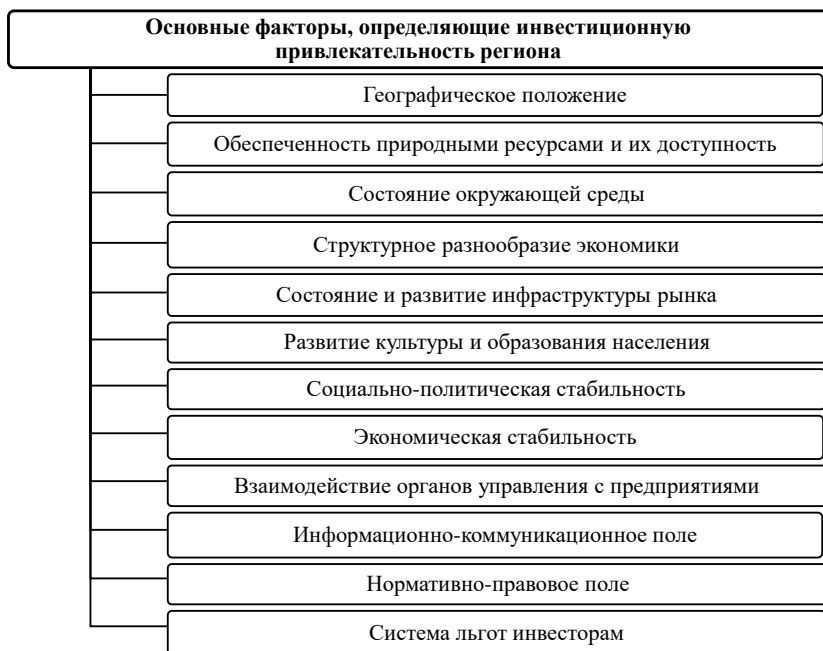 Основные факторы, определяющие инвестиционную
привлекательность региона
Географическое положение
Обеспеченность природными ресурсами и их доступность
Состояние окружающей среды
Структурное разнообразие экономики
Состояние и развитие инфраструктуры рынка
Развитие культуры и образования населения
Социально-политическая стабильность
Экономическая стабильность
Взаимодействие органов управления с предприятиями
Информационно-коммуникационное поле
Нормативно-правовое поле
Система льгот инвесторам